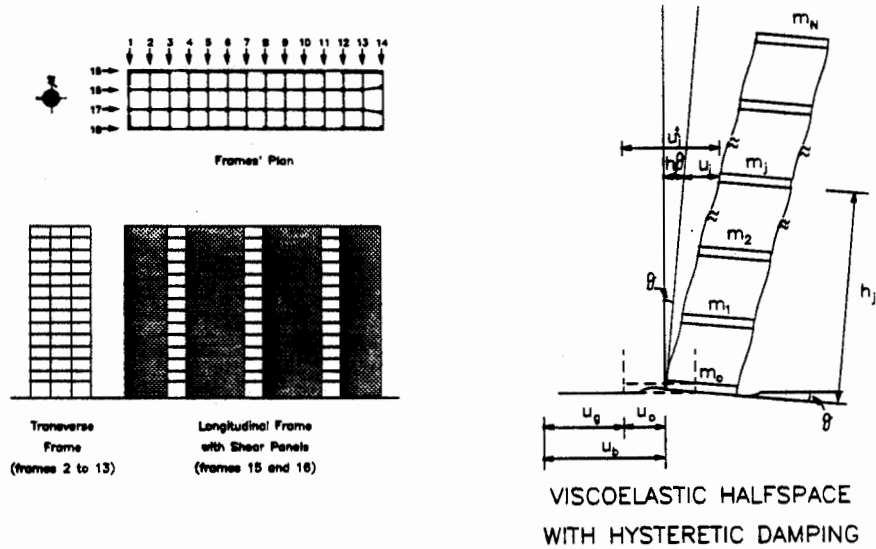 1 2 3 4 5 6 7 8 9 10 11 12 13 14
15
16
17
18
Frames' Plan
Transverse
Frame
(frames 2 to 13)
Longitudinal Frame
with Shear Panels
(frames 15 and 16)
m_N
u_j^t
h_jθ u_j
m_j
m_2
h_j
θ
m_1
m_o
θ
u_g u_o
u_b
VISCOELASTIC HALFSPACE
WITH HYSTERETIC DAMPING